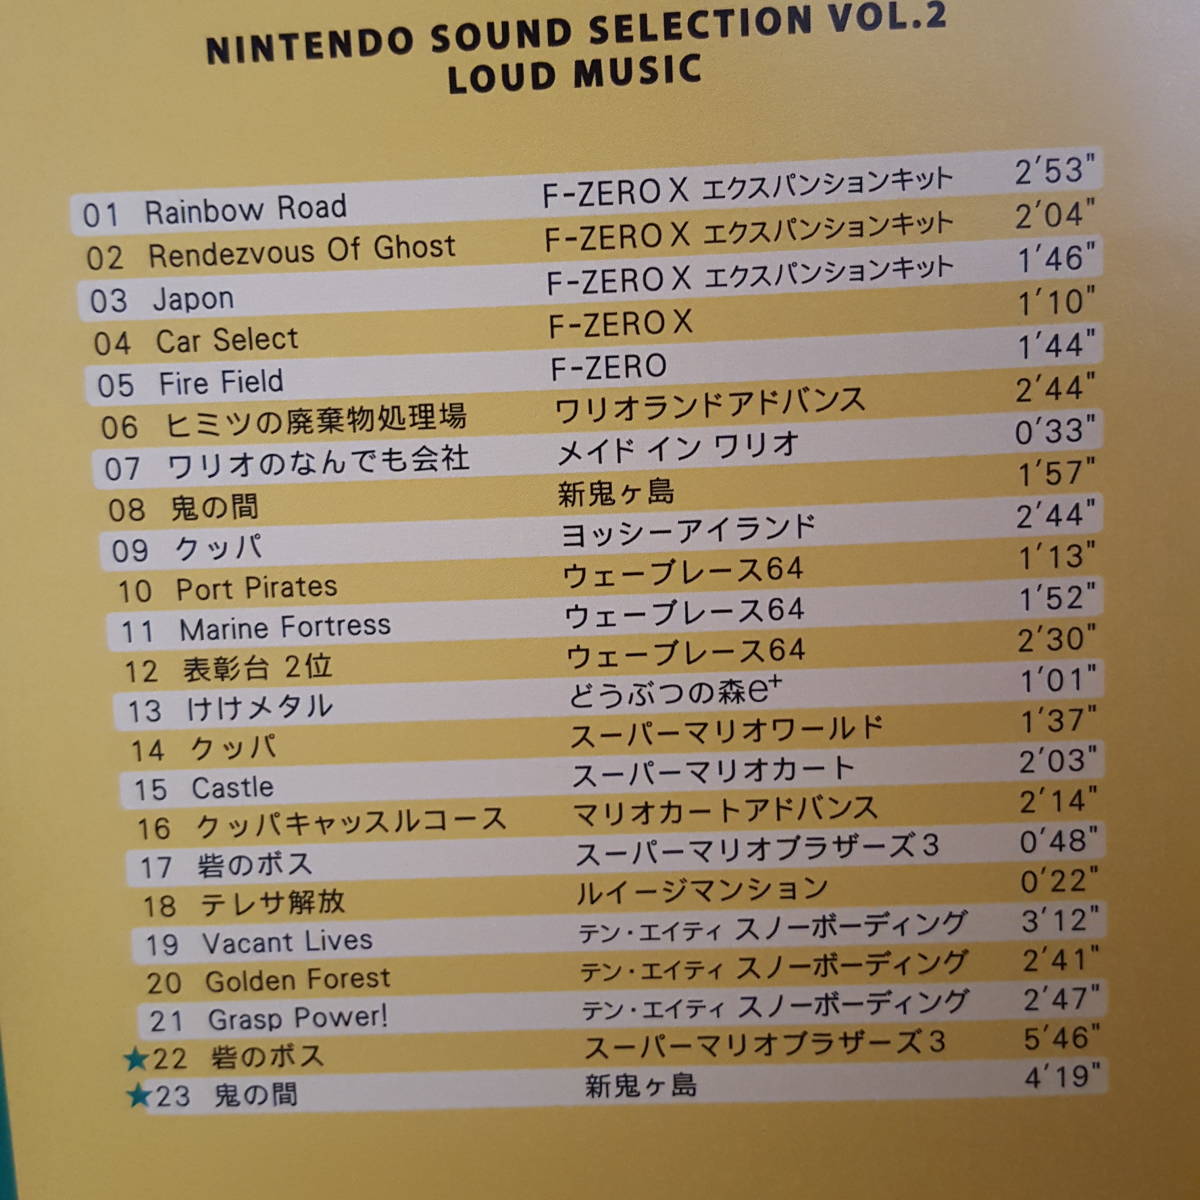 NINTENDO SOUND SELECTION VOL.2
LOUD MUSIC
01 Rainbow Road F-ZERO X エクスパンションキット 2'53"
02 Rendezvous Of Ghost F-ZERO X エクスパンションキット 2'04"
03 Japon F-ZERO X エクスパンションキット 1'46"
04 Car Select F-ZERO X 1'10"
05 Fire Field F-ZERO 1'44"
06 ヒミツの廃棄物処理場 ワリオランドアドバンス 2'44"
07 ワリオのなんでも会社 メイド イン ワリオ 0'33"
08 鬼の間 新鬼ヶ島 1'57"
09 クッパ ヨッシーアイランド 2'44"
10 Port Pirates ウェーブレース64 1'13"
11 Marine Fortress ウェーブレース64 1'52"
12 表彰台 2位 ウェーブレース64 2'30"
13 けけメタル どうぶつの森e+ 1'01"
14 クッパ スーパーマリオワールド 1'37"
15 Castle スーパーマリオカート 2'03"
16 クッパキャッスルコース マリオカートアドバンス 2'14"
17 砦のボス スーパーマリオブラザーズ3 0'48"
18 テレサ解放 ルイージマンション 0'22"
19 Vacant Lives テン・エイティ スノーボーディング 3'12"
20 Golden Forest テン・エイティ スノーボーディング 2'41"
21 Grasp Power! テン・エイティ スノーボーディング 2'47"
★22 砦のボス スーパーマリオブラザーズ3 5'46"
★23 鬼の間 新鬼ヶ島 4'19"